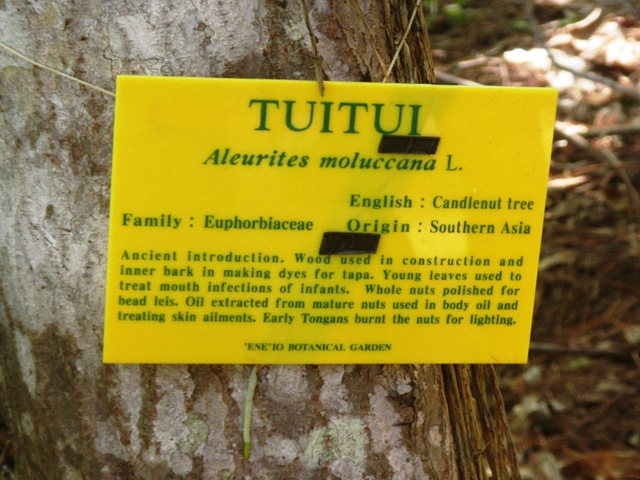 TUITUI
Aleurites moluccana L.
English : Candlenut tree
Family : Euphorbiaceae Origin : Southern Asia
Ancient introduction. Wood used in construction and
inner bark in making dyes for tapa. Young leaves used to
treat mouth infections of infants. Whole nuts polished for
bead leis. Oil extracted from mature nuts used in body oil and
treating skin ailments. Early Tongans burnt the nuts for lighting.
'ENE'IO BOTANICAL GARDEN